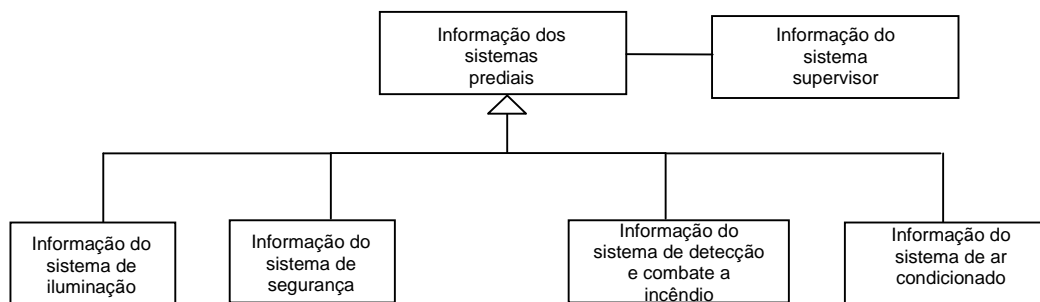 Informação dos
sistemas
prediais
Informação do
sistema
supervisor
Informação do
sistema de
iluminação
Informação do
sistema de
segurança
Informação do
sistema de detecção
e combate a
incêndio
Informação do
sistema de ar
condicionado